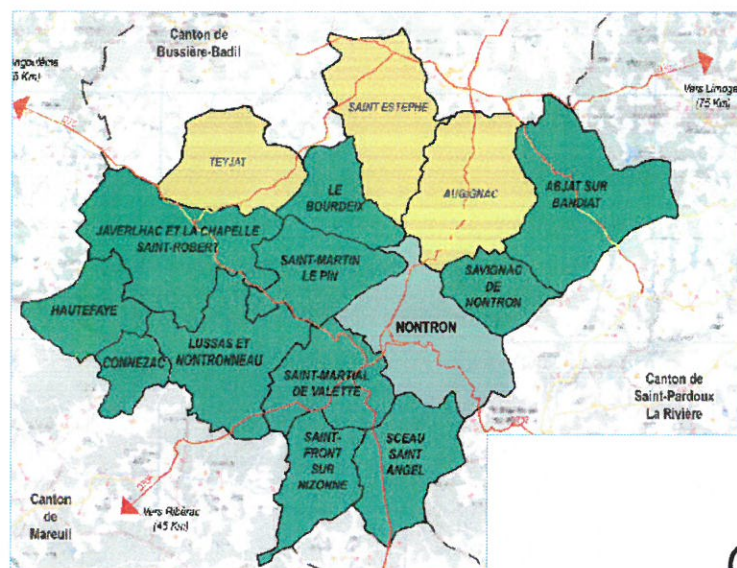 Canton de
Bussière-Badil
Vers Limoge
(75 Km)
SAINT ESTEPHE
TEYJAT
AUGIGNAC
ABJAT SUR
BANDIAT
LE
BOURDEIX
JAVERLHAC ET LA CHAPELLE
SAINT-ROBERT
SAINT-MARTIN
LE PIN
SAVIGNAC
DE
NONTRON
HAUTEFAYE
NONTRON
LUSSAS ET
NONTRONNEAU
CONNEZAC
SAINT-MARTIAL
DE VALETTE
Canton de
Saint-Pardoux
La Rivière
SAINT-
FRONT
SUR
NIZONNE
SCEAU
SAINT
ANGEL
Canton
de
Mareuil
Vers Ribérac
(45 Km)